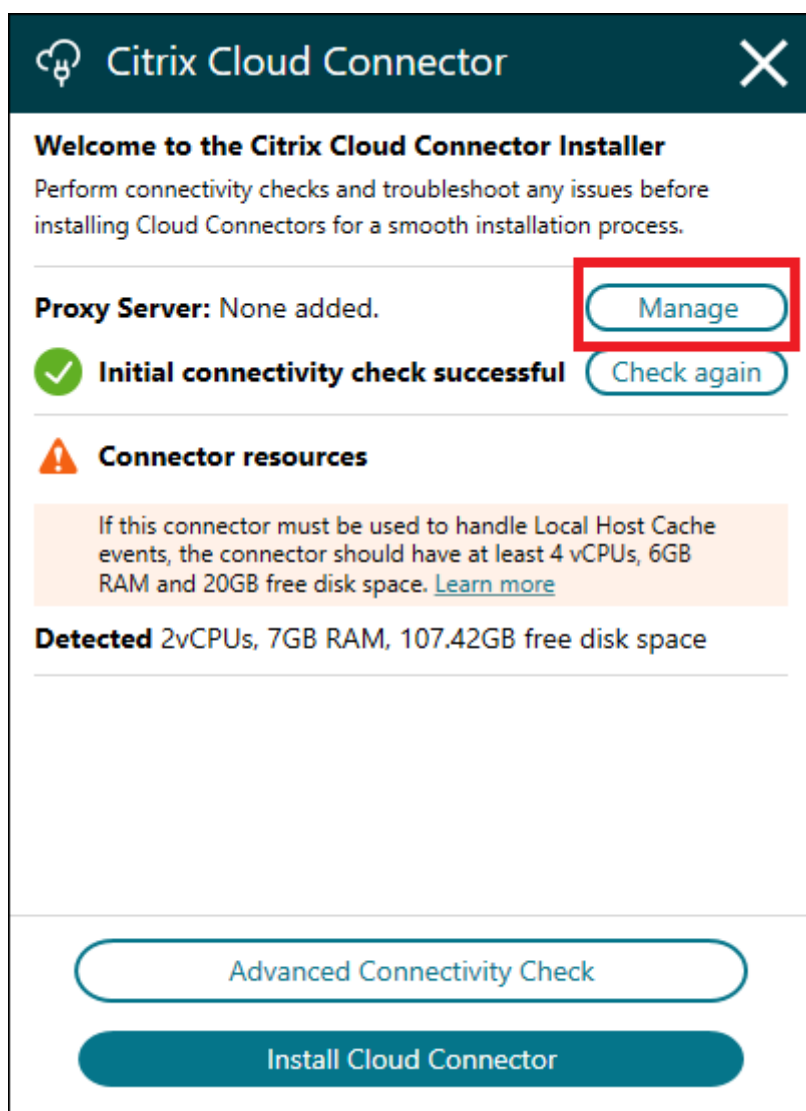 Citrix Cloud Connector
Welcome to the Citrix Cloud Connector Installer
Perform connectivity checks and troubleshoot any issues before
installing Cloud Connectors for a smooth installation process.
Proxy Server: None added.
Manage
Initial connectivity check successful
Check again
Connector resources
If this connector must be used to handle Local Host Cache
events, the connector should have at least 4 vCPUs, 6GB
RAM and 20GB free disk space. Learn more
Detected 2vCPUs, 7GB RAM, 107.42GB free disk space
Advanced Connectivity Check
Install Cloud Connector